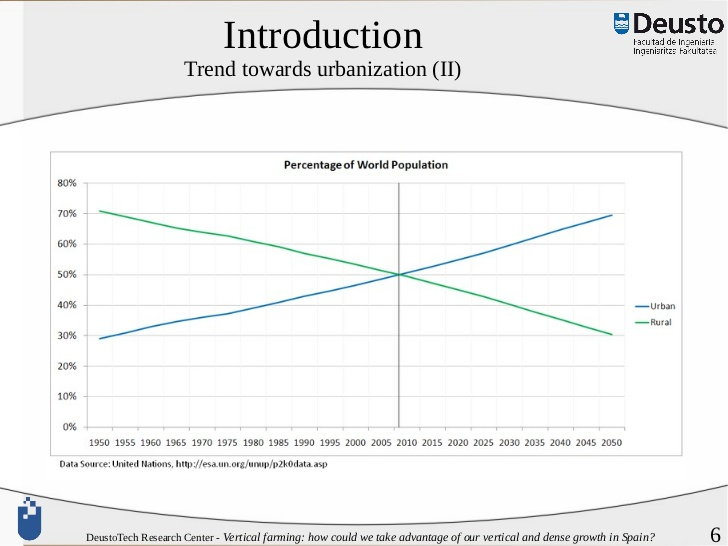 Introduction
Trend towards urbanization (II)
Deusto
Facultad de Ingeniería
Ingeniaritza Fakultatea
Percentage of World Population
80%
70%
60%
50%
40%
30%
20%
10%
0%
1950 1955 1960 1965 1970 1975 1980 1985 1990 1995 2000 2005 2010 2015 2020 2025 2030 2035 2040 2045 2050
Urban
Rural
Data Source: United Nations, http://esa.un.org/unup/p2k0data.asp
DeustoTech Research Center - Vertical farming: how could we take advantage of our vertical and dense growth in Spain?
6